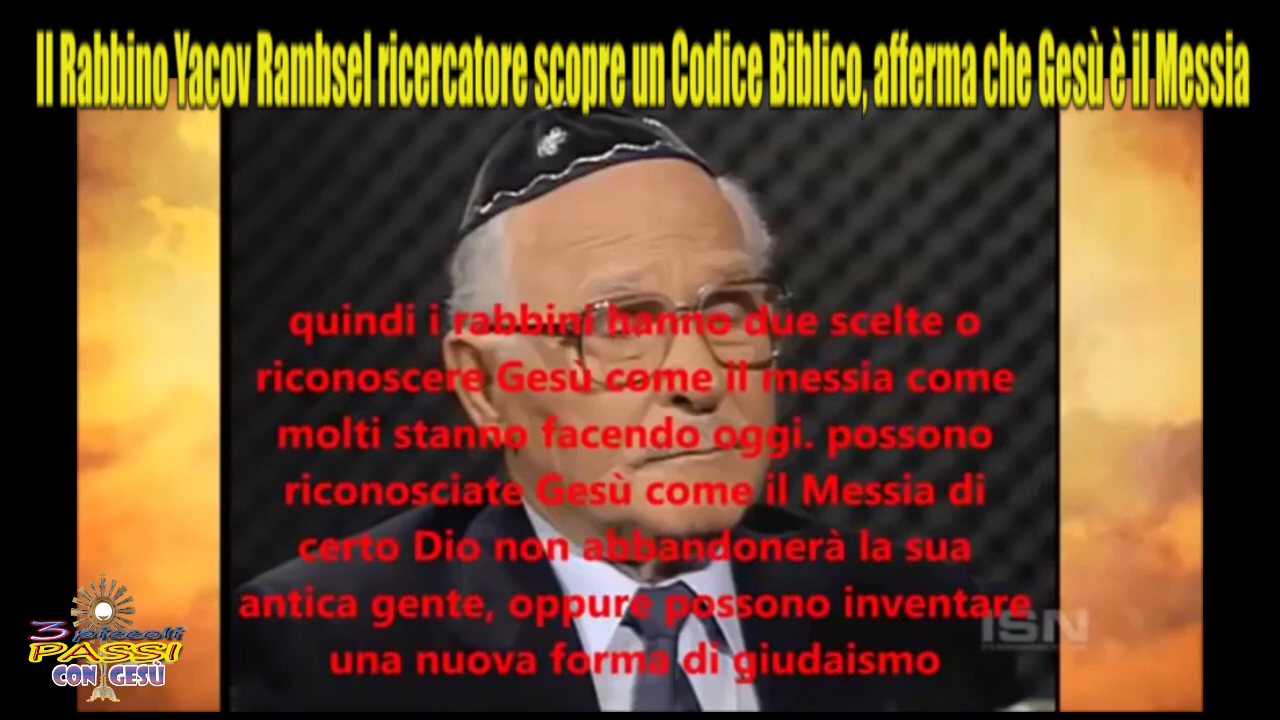 Il Rabbino Yacov Rambsel ricercatore scopre un Codice Biblico, afferma che Gesù è il Messia
quindi i rabbini hanno due scelte o
riconoscere Gesù come il messia come
molti stanno facendo oggi. possono
riconosciate Gesù come il Messia di
certo Dio non abbandonerà la sua
antica gente, oppure possono inventare
una nuova forma di giudaismo
ISN
3 piccoli
PASSI
CON GESÙ